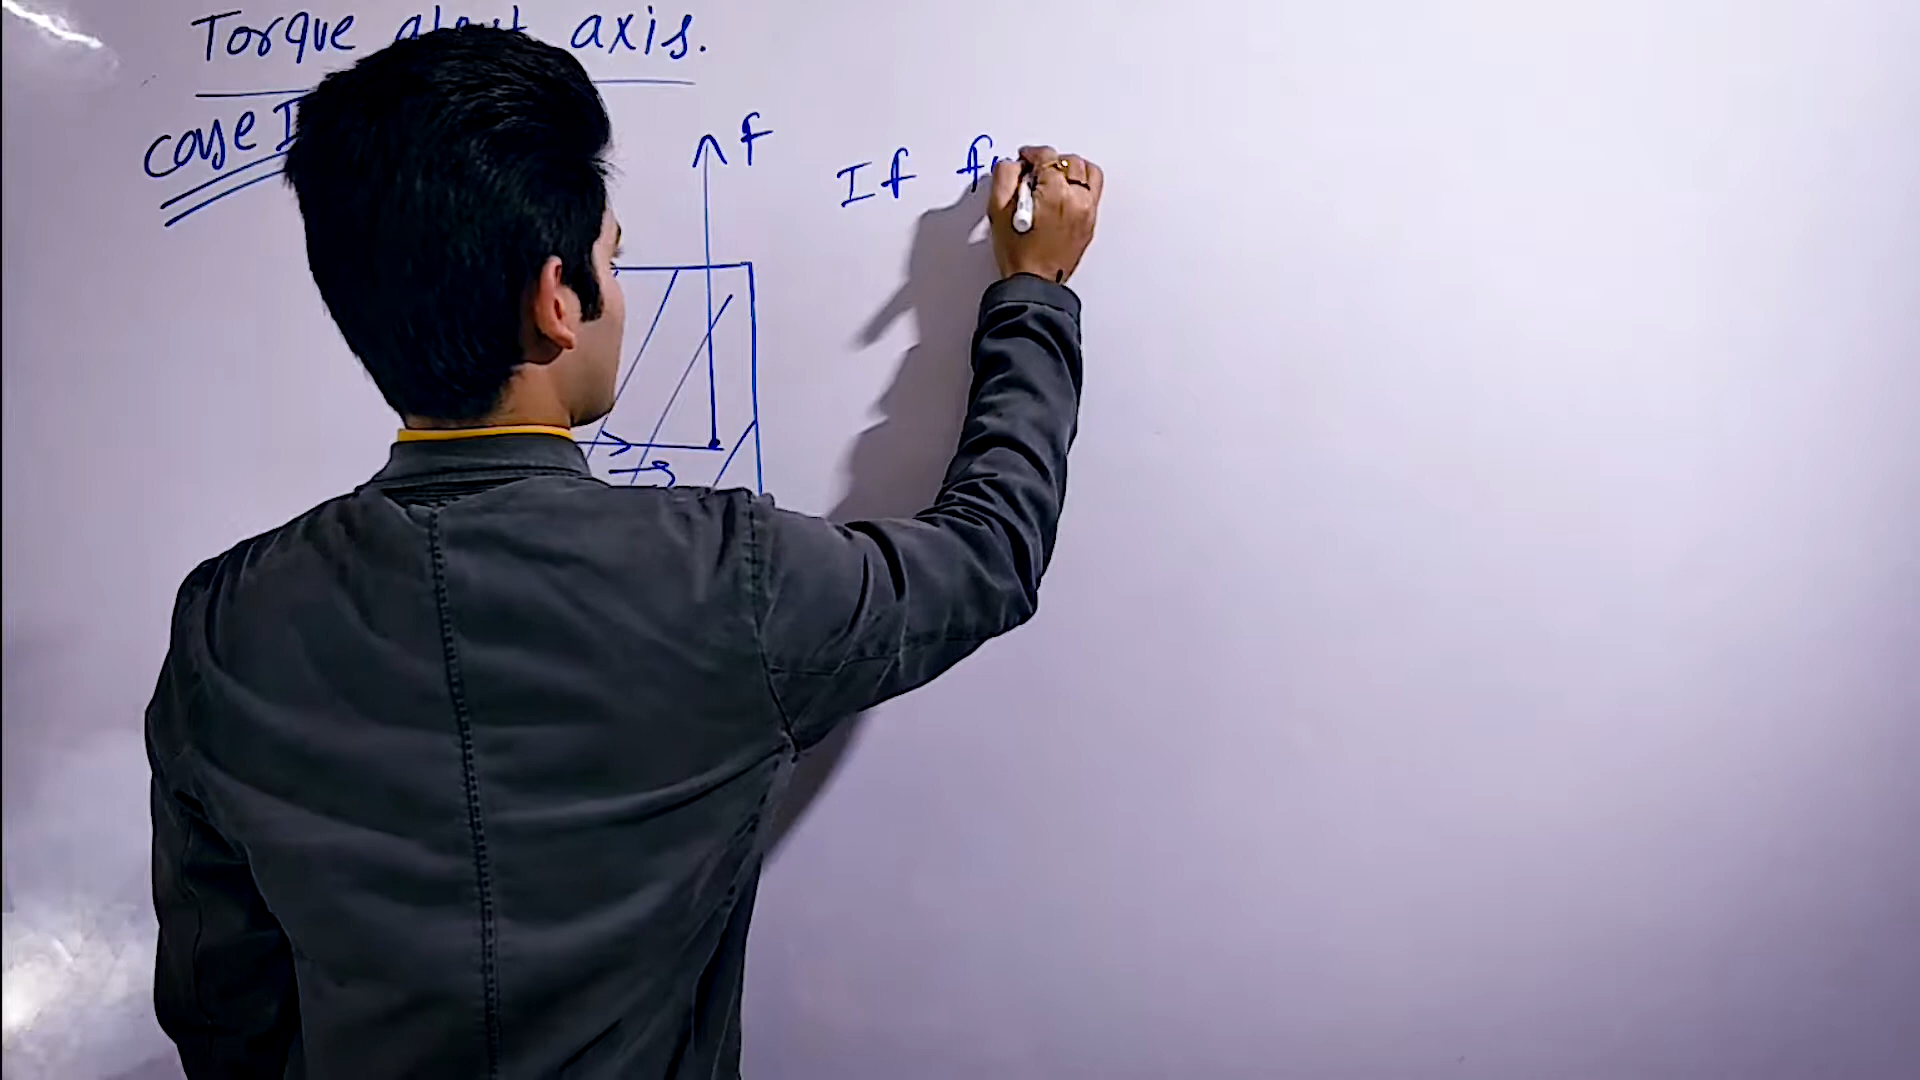 Torque about axis.
Case I
f
If
r